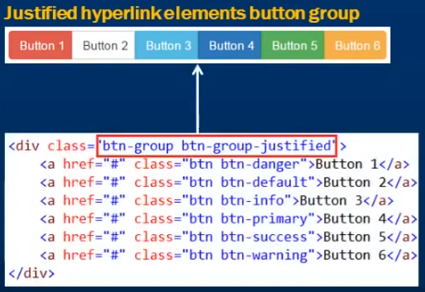 Justified hyperlink elements button group
Button 1 Button 2 Button 3 Button 4 Button 5 Button 6
<div class="btn-group btn-group-justified">
<a href="#" class="btn btn-danger">Button 1</a>
<a href="#" class="btn btn-default">Button 2</a>
<a href="#" class="btn btn-info">Button 3</a>
<a href="#" class="btn btn-primary">Button 4</a>
<a href="#" class="btn btn-success">Button 5</a>
<a href="#" class="btn btn-warning">Button 6</a>
</div>